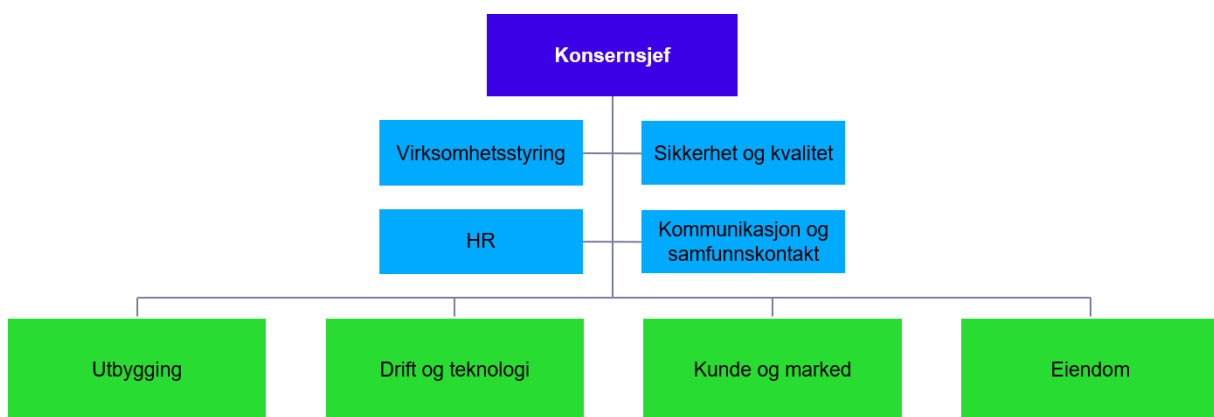 Konsernsjef
Virksomhetsstyring
Sikkerhet og kvalitet
HR
Kommunikasjon og
samfunnskontakt
Utbygging
Drift og teknologi
Kunde og marked
Eiendom